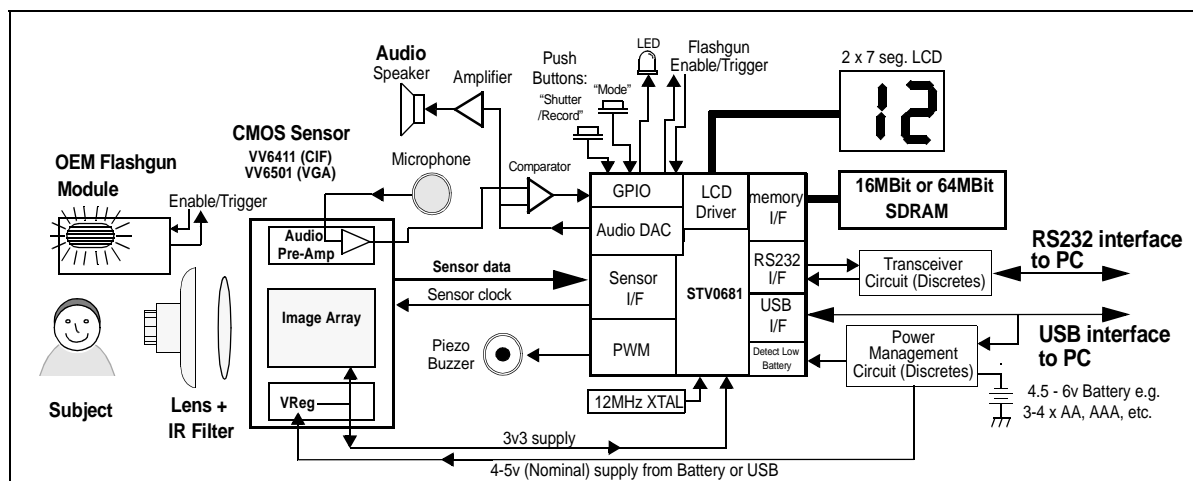 Audio
Speaker
Amplifier
Push
Buttons:
"Shutter
/Record"
"Mode"
LED
Flashgun
Enable/Trigger
2 x 7 seg. LCD
12
CMOS Sensor
VV6411 (CIF)
VV6501 (VGA)
Microphone
Comparator
OEM Flashgun
Module
Enable/Trigger
GPIO
LCD
Driver
memory
I/F
16MBit or 64MBit
SDRAM
Audio
Pre-Amp
Audio DAC
RS232
I/F
Transceiver
Circuit (Discretes)
RS232 interface
to PC
Sensor data
Sensor clock
Sensor
I/F
STV0681
USB
I/F
USB interface
to PC
Image Array
Piezo
Buzzer
PWM
Detect Low
Battery
Power
Management
Circuit (Discretes)
4.5 - 6v Battery e.g.
3-4 x AA, AAA, etc.
Subject
Lens +
IR Filter
VReg
12MHz XTAL
3v3 supply
4-5v (Nominal) supply from Battery or USB